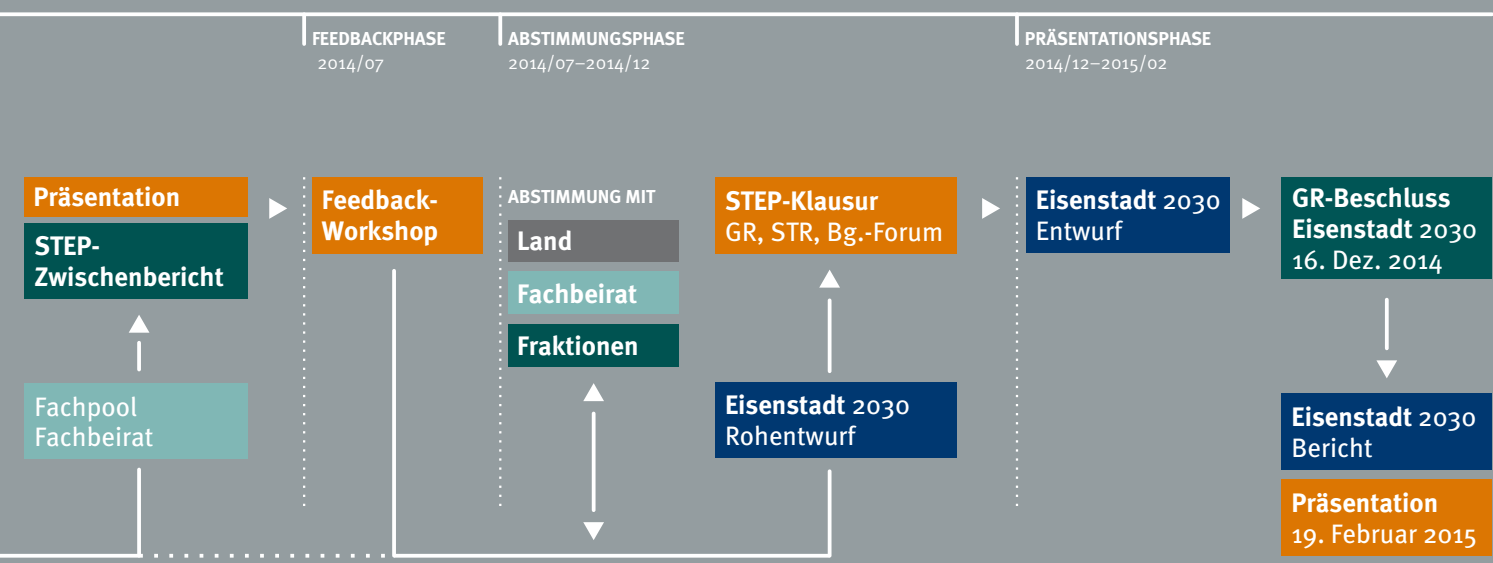 FEEDBACKPHASE
2014/07
ABSTIMMUNGSPHASE
2014/07–2014/12
PRÄSENTATIONSPHASE
2014/12–2015/02
Präsentation
STEP-
Zwischenbericht
Fachpool
Fachbeirat
Feedback-
Workshop
ABSTIMMUNG MIT
Land
Fachbeirat
Fraktionen
STEP-Klausur
GR, STR, Bg.-Forum
Eisenstadt 2030
Rohentwurf
Eisenstadt 2030
Entwurf
GR-Beschluss
Eisenstadt 2030
16. Dez. 2014
Eisenstadt 2030
Bericht
Präsentation
19. Februar 2015